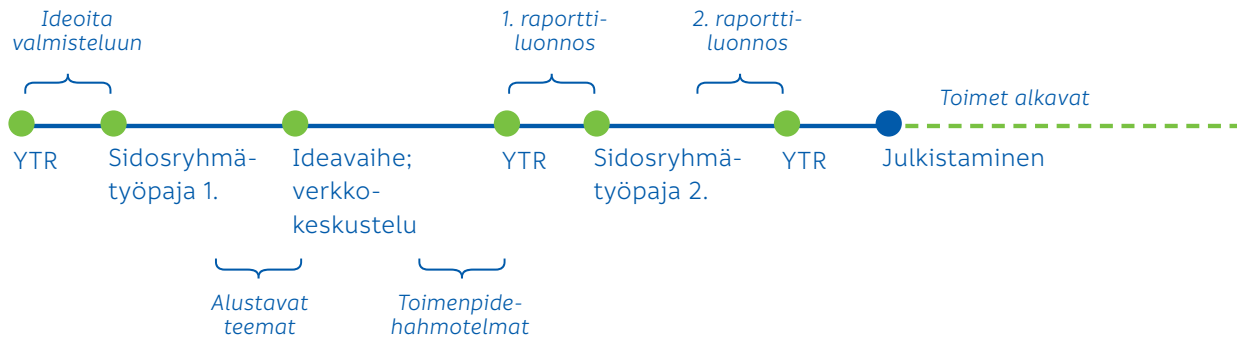 Ideoita
valmisteluun
1. raportti-
luonnos
2. raportti-
luonnos
Toimet alkavat
YTR
Sidosryhmä-
työpaja 1.
Ideavaihe;
verkko-
keskustelu
YTR
Sidosryhmä-
työpaja 2.
YTR
Julkistaminen
Alustavat
teemat
Toimenpide-
hahmotelmat